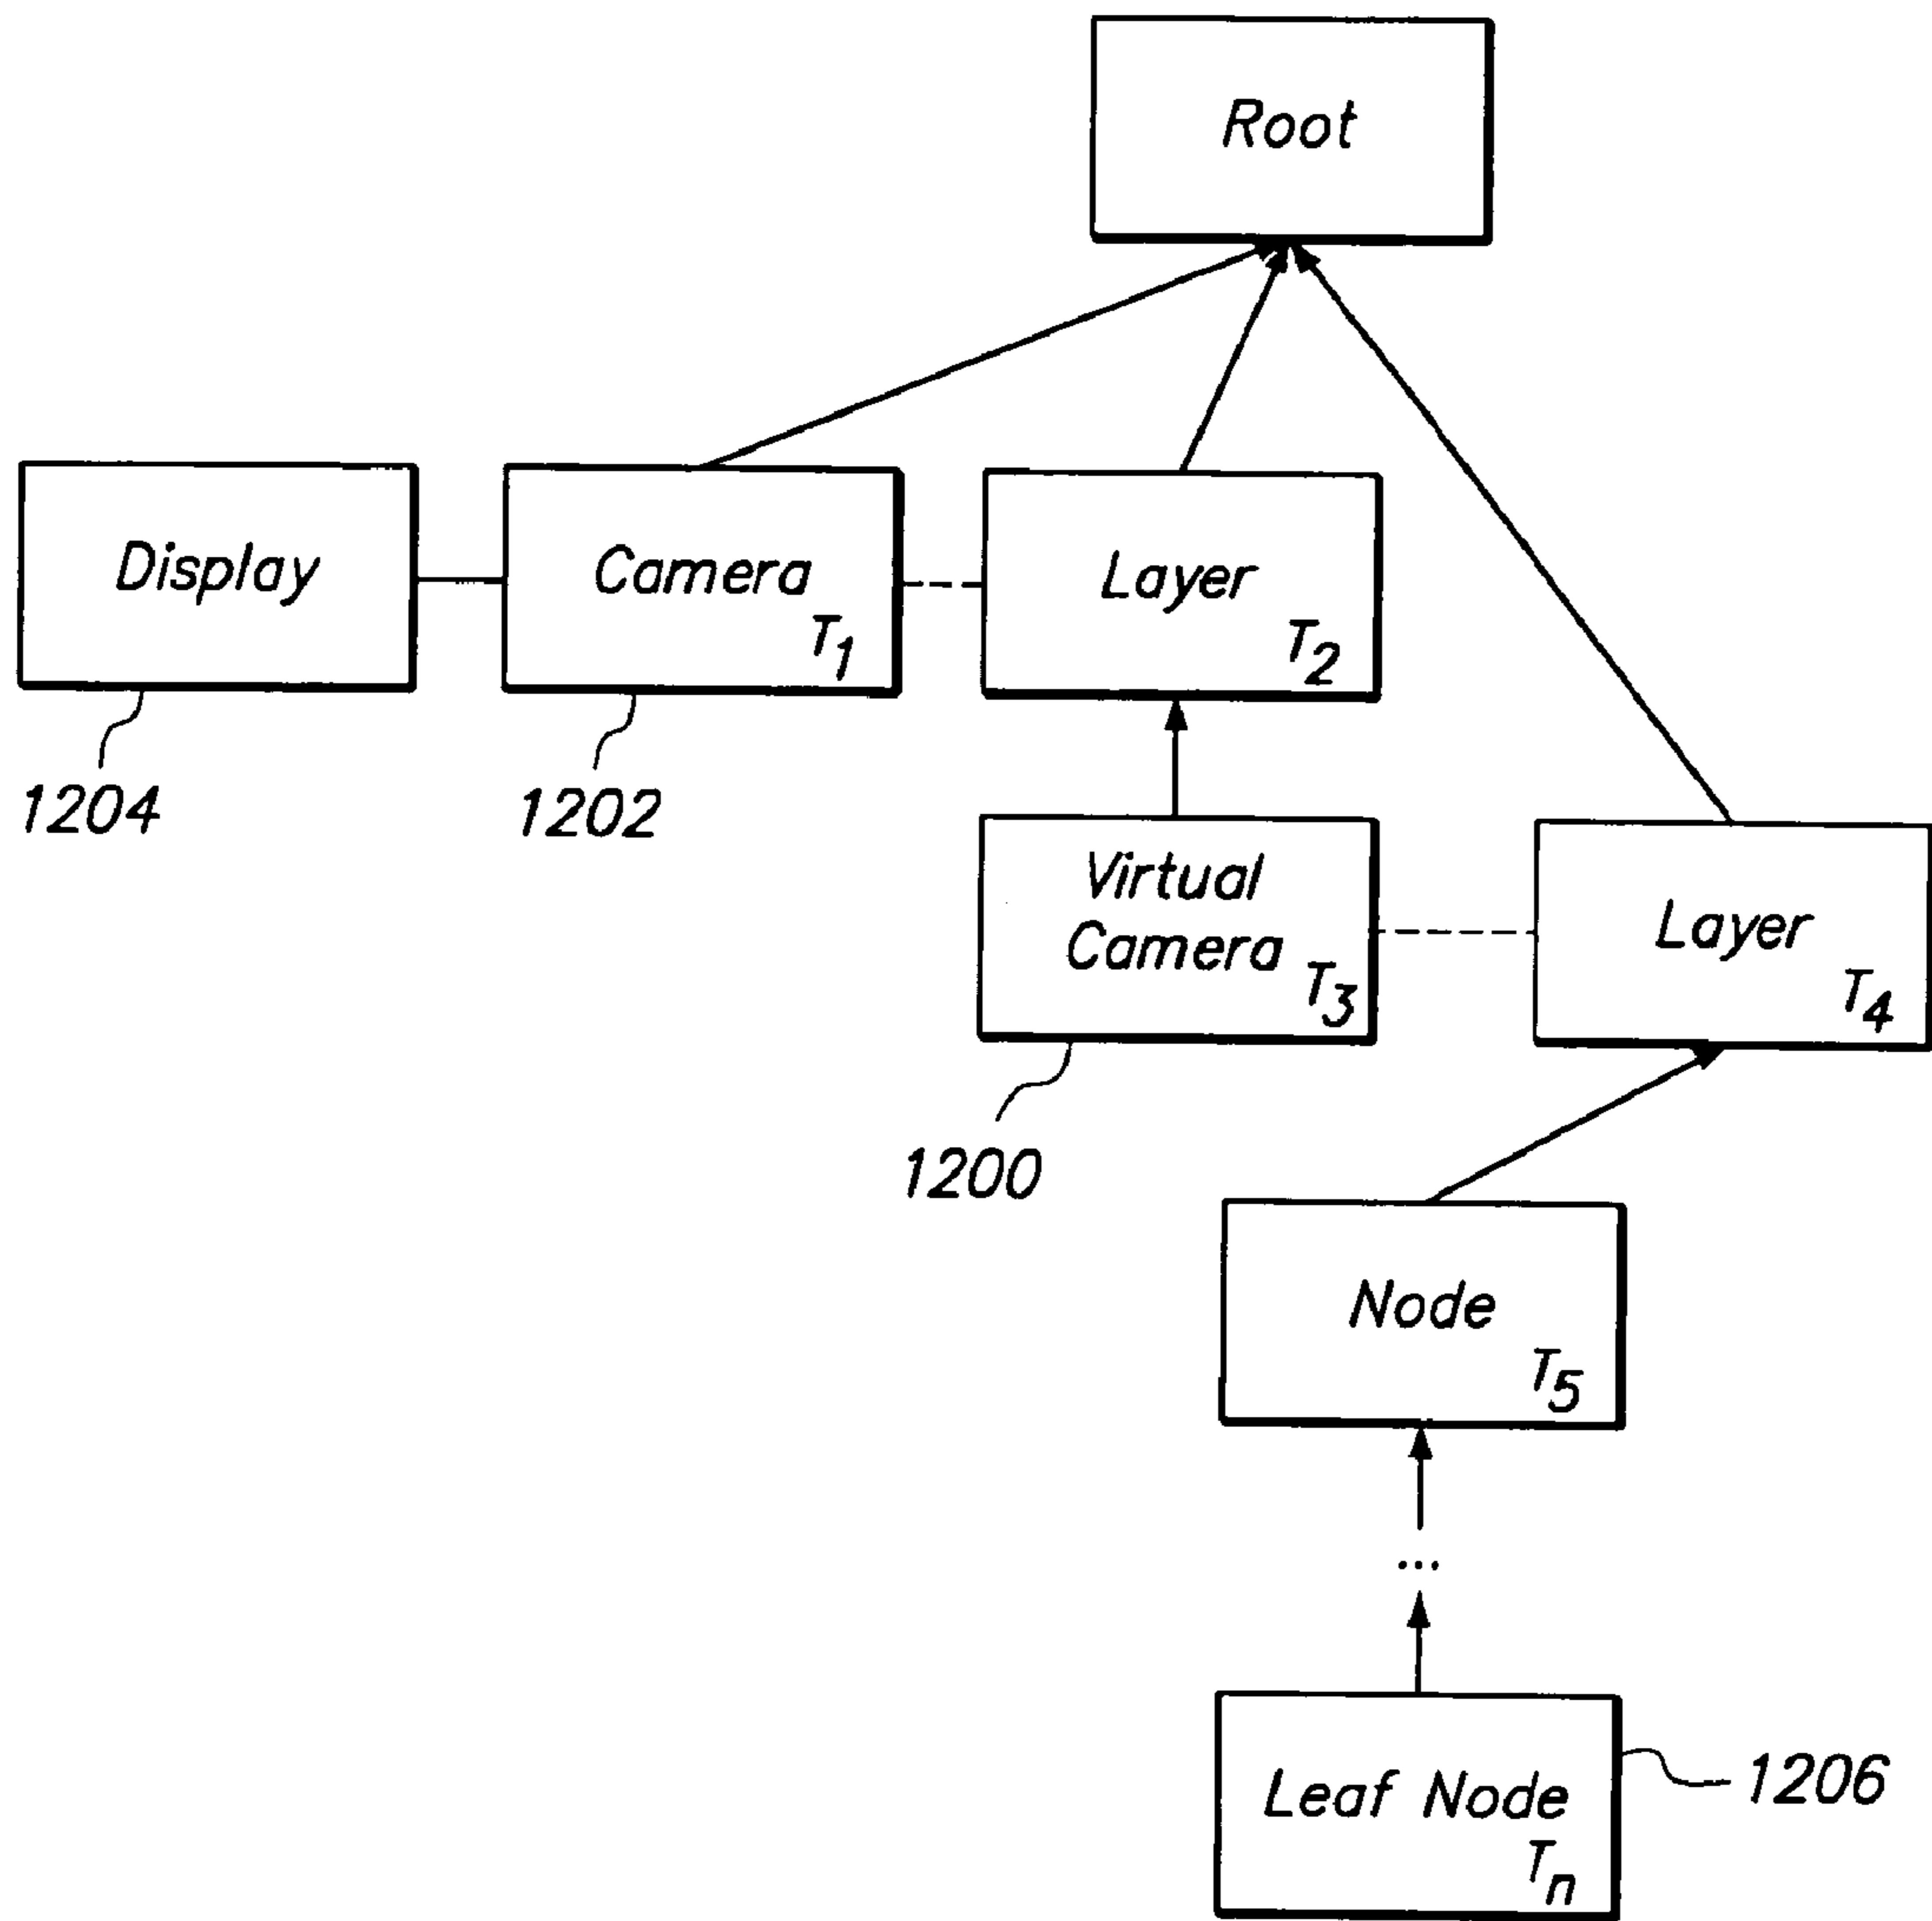 Root
Display
Camera
T1
Layer
T2
1204
1202
Virtual
Camera
T3
Layer
T4
1200
Node
T5
...
Leaf Node
Tn
1206